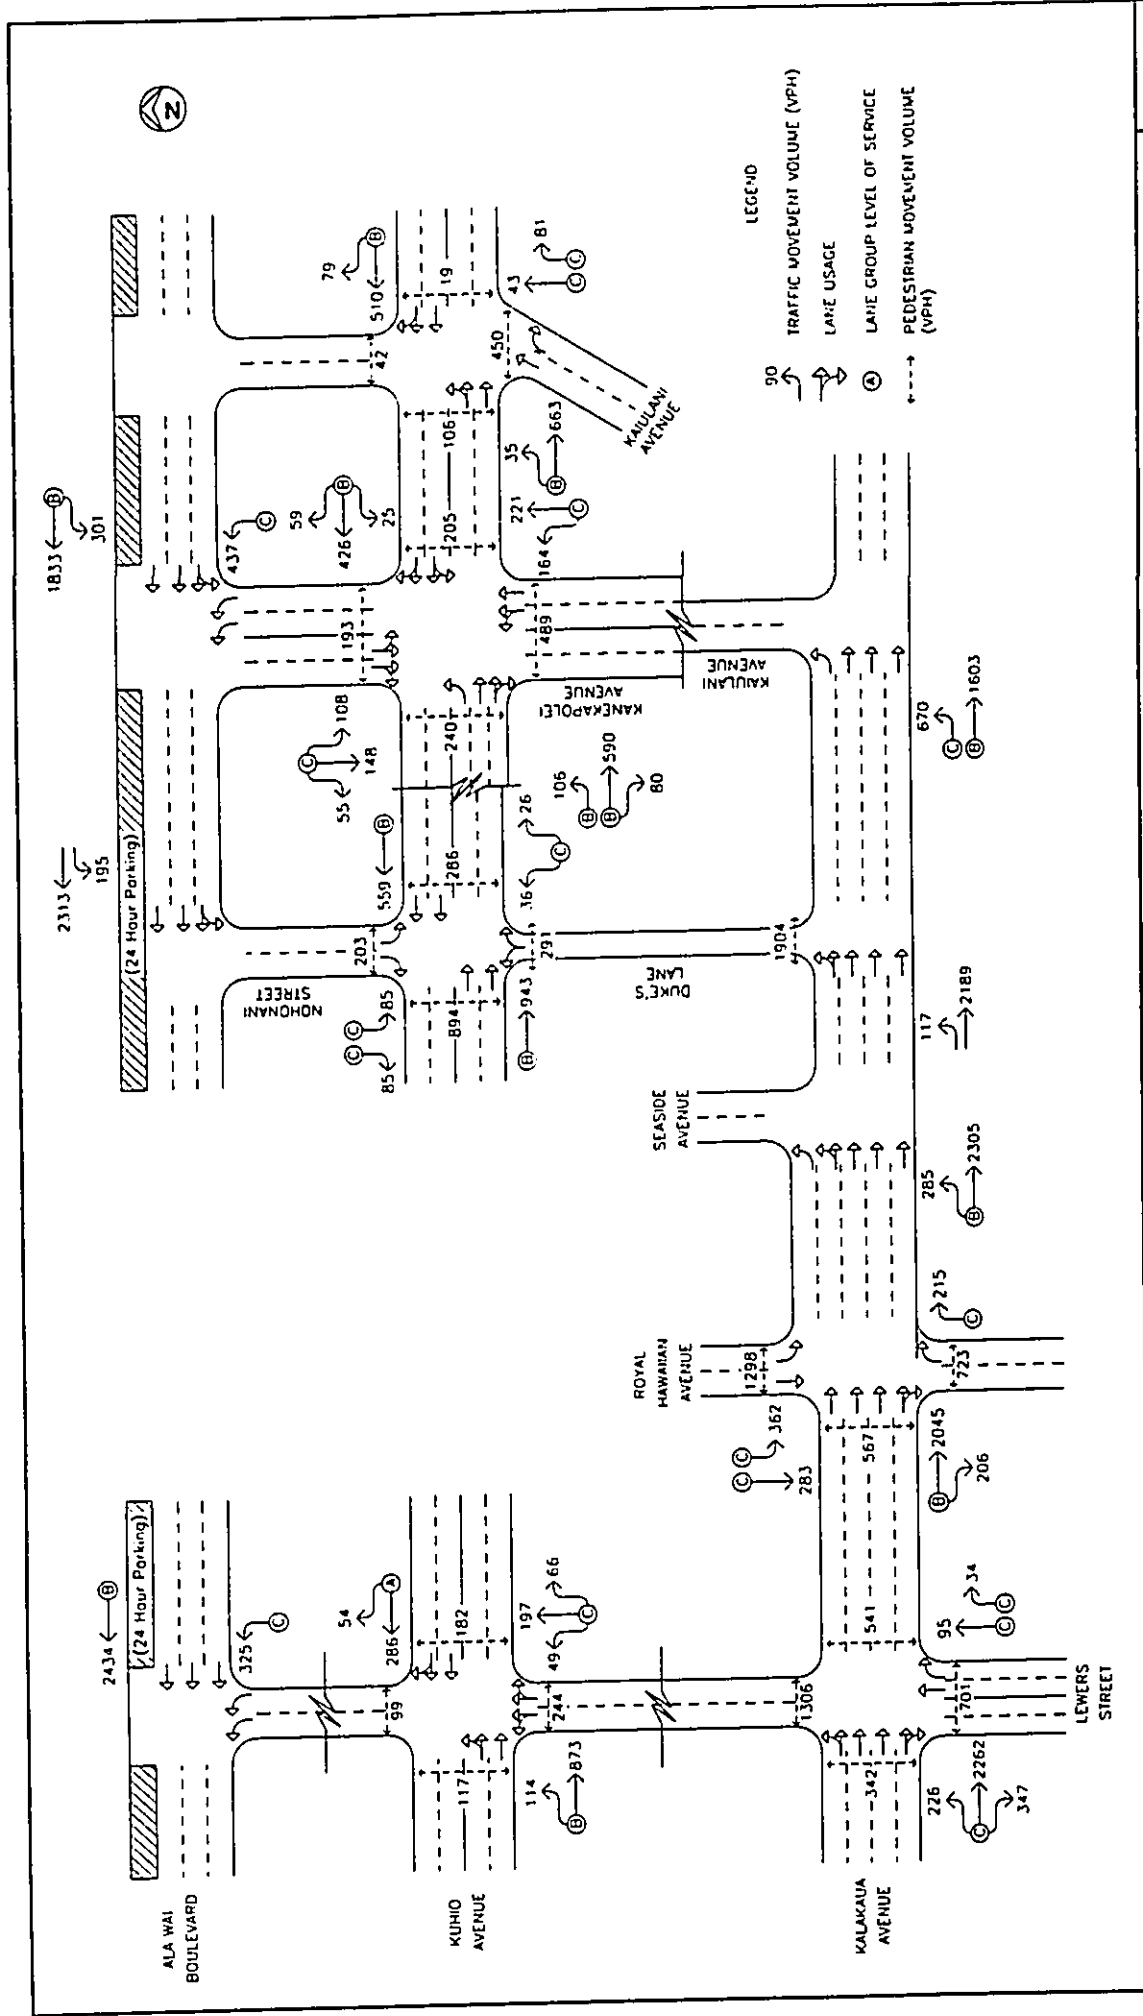 ALA WAI
BOULEVARD
KUHIO
AVENUE
KALAKAUA
AVENUE
2434
B
(24 Hour Parking)
325
C
54
286
A
99
182
117
114
873
B
49
197
66
C
244
1306
541
342
226
2262
347
C
95
34
C
C
701
LEWERS
STREET
ROYAL
HAWAIIAN
AVENUE
C
C
283
362
1298
567
2045
206
B
723
215
C
SEASIDE
AVENUE
285
2305
B
117
2189
2313
195
(24 Hour Parking)
NOHONANI
STREET
C
C
85
85
203
559
B
894
286
943
B
291
36
26
C
DUKE'S
LANE
1904
55
148
108
C
240
106
590
80
B
B
KANEKAPOLEI
AVENUE
KAIULANI
AVENUE
670
1603
C
B
1833
301
B
437
C
193
59
426
25
B
205
106
489
164
221
C
35
663
B
42
79
510
B
19
450
43
81
C
C
KAIULANI
AVENUE
N
LEGEND
90
TRAFFIC MOVEMENT VOLUME (VPH)
LANE USAGE
A
LANE GROUP LEVEL OF SERVICE
PEDESTRIAN MOVEMENT VOLUME
(VPH)